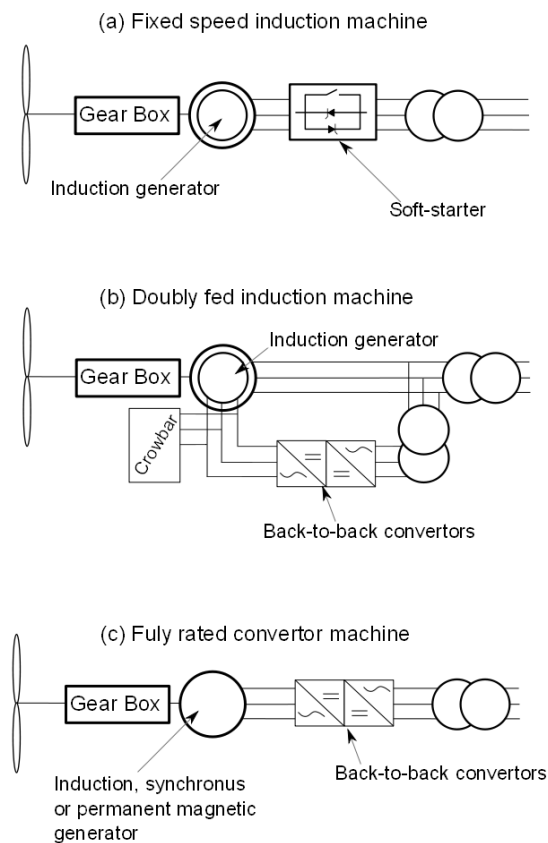 (a) Fixed speed induction machine
Gear Box
Induction generator
Soft-starter
(b) Doubly fed induction machine
Induction generator
Gear Box
Crowbar
Back-to-back convertors
(c) Fuly rated convertor machine
Gear Box
Back-to-back convertors
Induction, synchronus
or permanent magnetic
generator